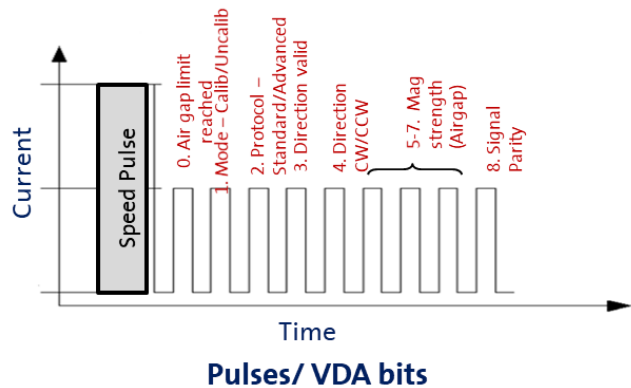 Current
Speed Pulse
0. Air gap limit
reached
1. Mode – Calib/Uncalib
2. Protocol –
Standard/Advanced
3. Direction valid
4. Direction
CW/CCW
5-7. Mag
strength
(Airgap)
8. Signal
Parity
Time
Pulses/ VDA bits